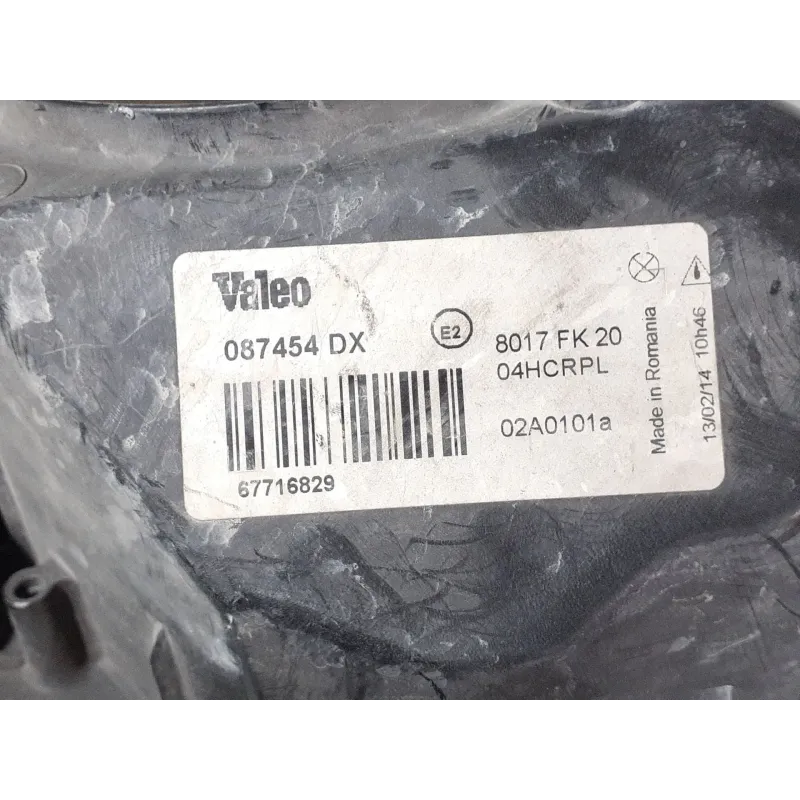 Valeo
087454 DX
E2
8017 FK 20
04HCRPL
02A0101a
67716829
Made in Romania
13/02/14 10h46